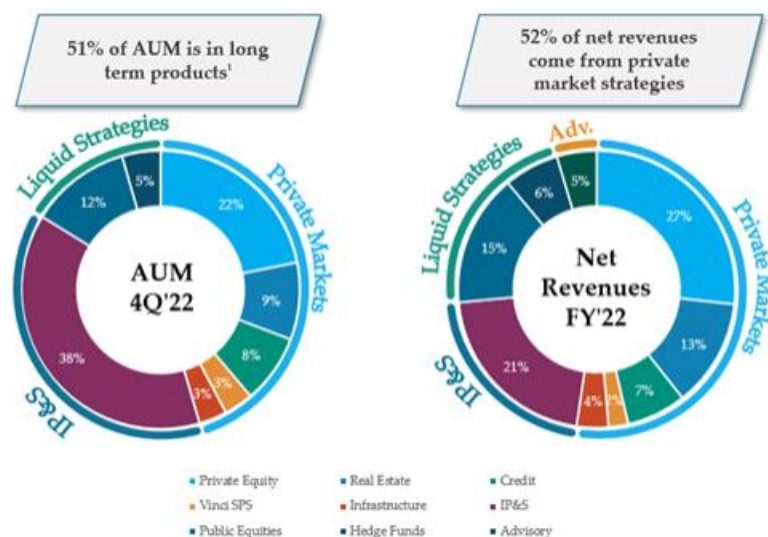 51% of AUM is in long
term products¹
52% of net revenues
come from private
market strategies
Liquid Strategies
Private Markets
IP&S
5%
12%
22%
9%
8%
3%
3%
38%
AUM
4Q'22
Adv.
Liquid Strategies
Private Markets
IP&S
5%
6%
15%
27%
13%
7%
2%
4%
21%
Net
Revenues
FY'22
Private Equity
Real Estate
Credit
Vinci SPS
Infrastructure
IP&S
Public Equities
Hedge Funds
Advisory